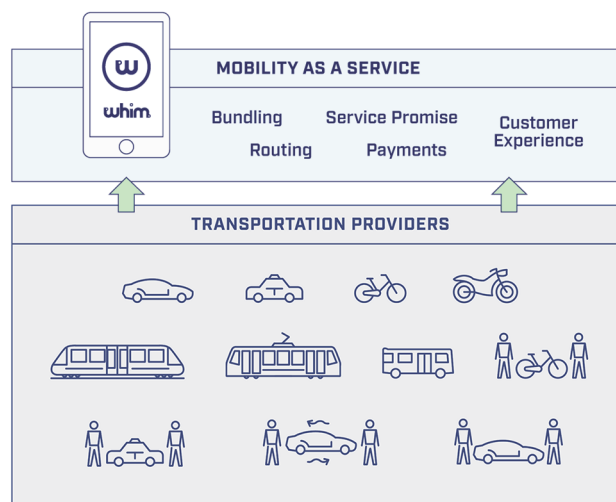 MOBILITY AS A SERVICE
whim
Bundling
Service Promise
Customer
Experience
Routing
Payments
TRANSPORTATION PROVIDERS